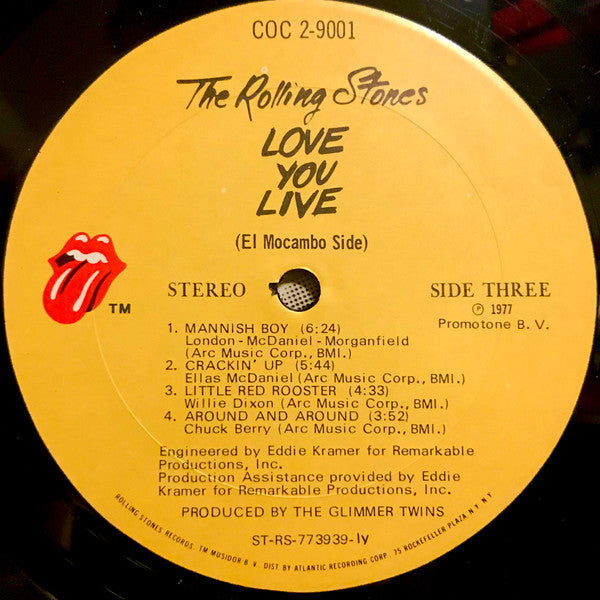 COC 2-9001
The Rolling Stones
LOVE
YOU
LIVE
(El Mocambo Side)
STEREO
SIDE THREE
℗ 1977
Promotone B. V.
TM
1. MANNISH BOY (6:24)
London - McDaniel - Morganfield
(Arc Music Corp., BMI.)
2. CRACKIN' UP (5:44)
Ellas McDaniel (Arc Music Corp., BMI.)
3. LITTLE RED ROOSTER (4:33)
Willie Dixon (Arc Music Corp., BMI.)
4. AROUND AND AROUND (3:52)
Chuck Berry (Arc Music Corp., BMI.)
Engineered by Eddie Kramer for Remarkable
Productions, Inc.
Production Assistance provided by Eddie
Kramer for Remarkable Productions, Inc.
PRODUCED BY THE GLIMMER TWINS
ST-RS-773939-ly
ROLLING STONES RECORDS. TM MUSIDOR B V. DIST BY ATLANTIC RECORDING CORP. 75 ROCKEFELLER PLAZA N.Y. N.Y.